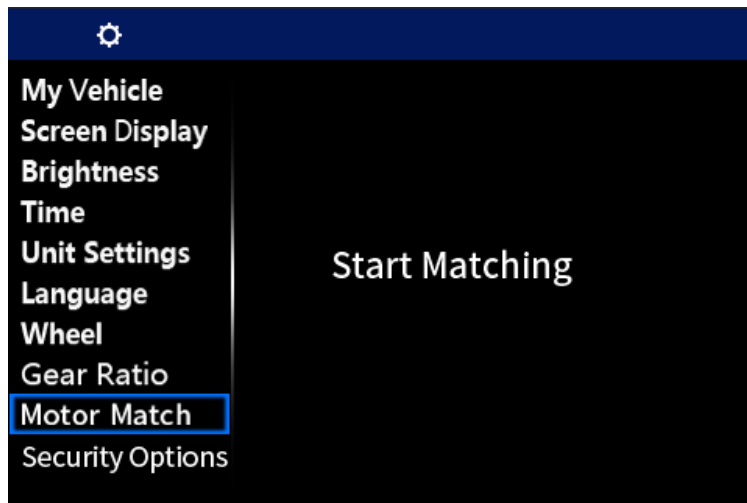 My Vehicle
Screen Display
Brightness
Time
Unit Settings
Language
Wheel
Gear Ratio
Motor Match
Security Options
Start Matching